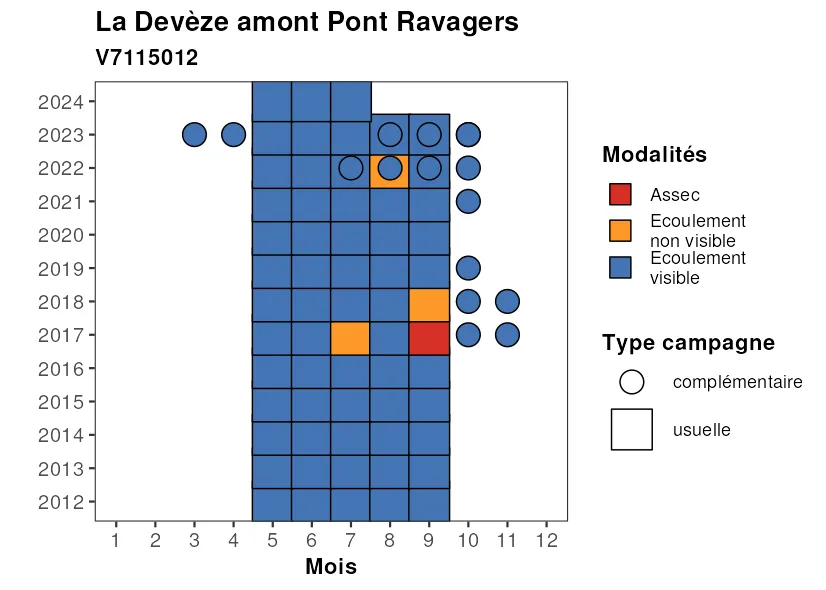 La Devèze amont Pont Ravagers
V7115012
2024
2023
2022
2021
2020
2019
2018
2017
2016
2015
2014
2013
2012
1 2 3 4 5 6 7 8 9 10 11 12
Mois
Modalités
Assec
Ecoulement
non visible
Ecoulement
visible
Type campagne
complémentaire
usuelle